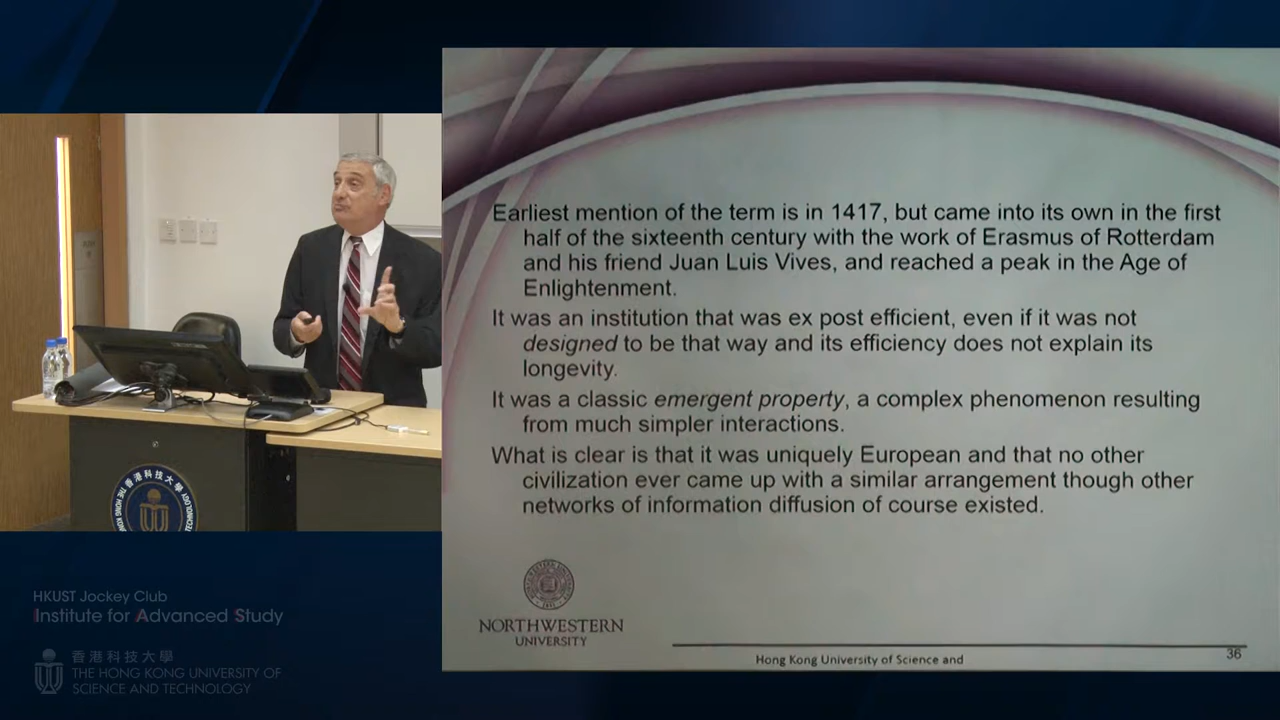 Earliest mention of the term is in 1417, but came into its own in the first
half of the sixteenth century with the work of Erasmus of Rotterdam
and his friend Juan Luis Vives, and reached a peak in the Age of
Enlightenment.
It was an institution that was ex post efficient, even if it was not
designed to be that way and its efficiency does not explain its
longevity.
It was a classic emergent property, a complex phenomenon resulting
from much simpler interactions.
What is clear is that it was uniquely European and that no other
civilization ever came up with a similar arrangement though other
networks of information diffusion of course existed.
NORTHWESTERN
UNIVERSITY
Hong Kong University of Science and
36
香港科技大學
HKUST Jockey Club
Institute for Advanced Study
香港科技大學
THE HONG KONG UNIVERSITY OF
SCIENCE AND TECHNOLOGY